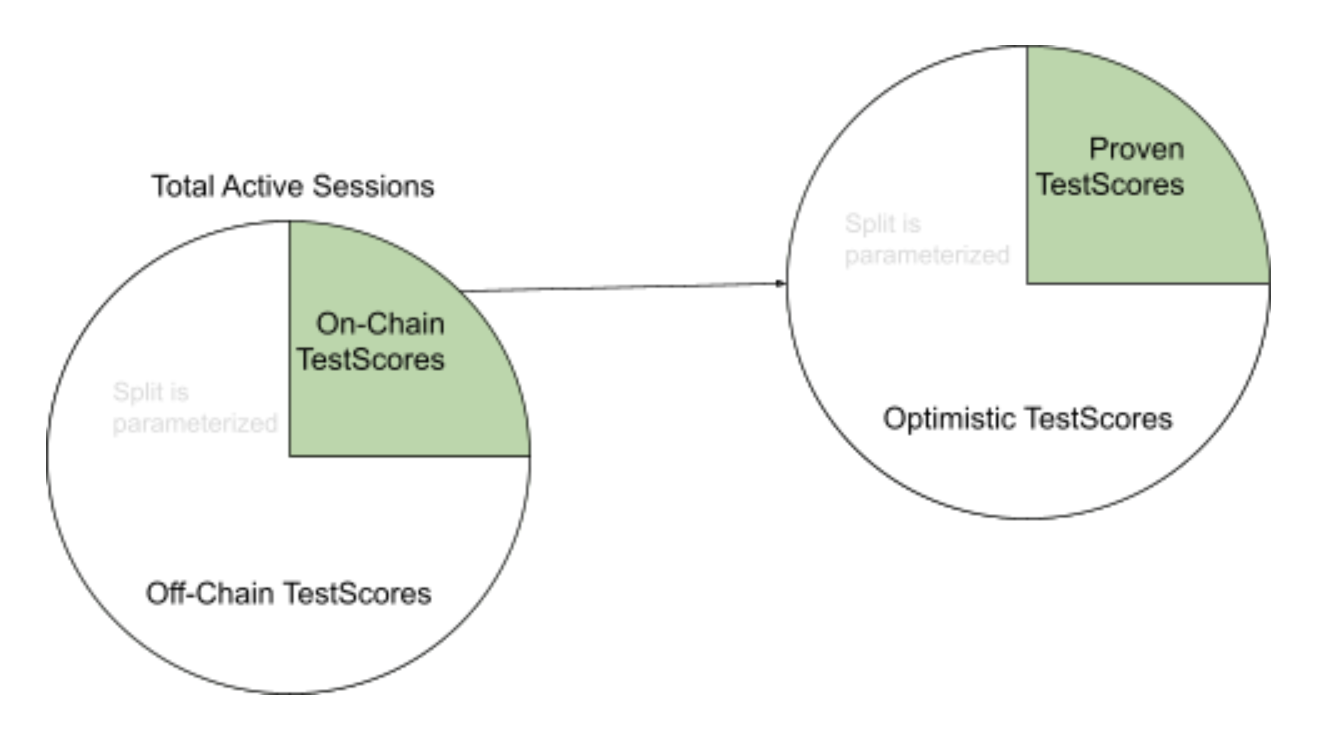 Total Active Sessions
On-Chain
TestScores
Split is
parameterized
Off-Chain TestScores
Proven
TestScores
Split is
parameterized
Optimistic TestScores